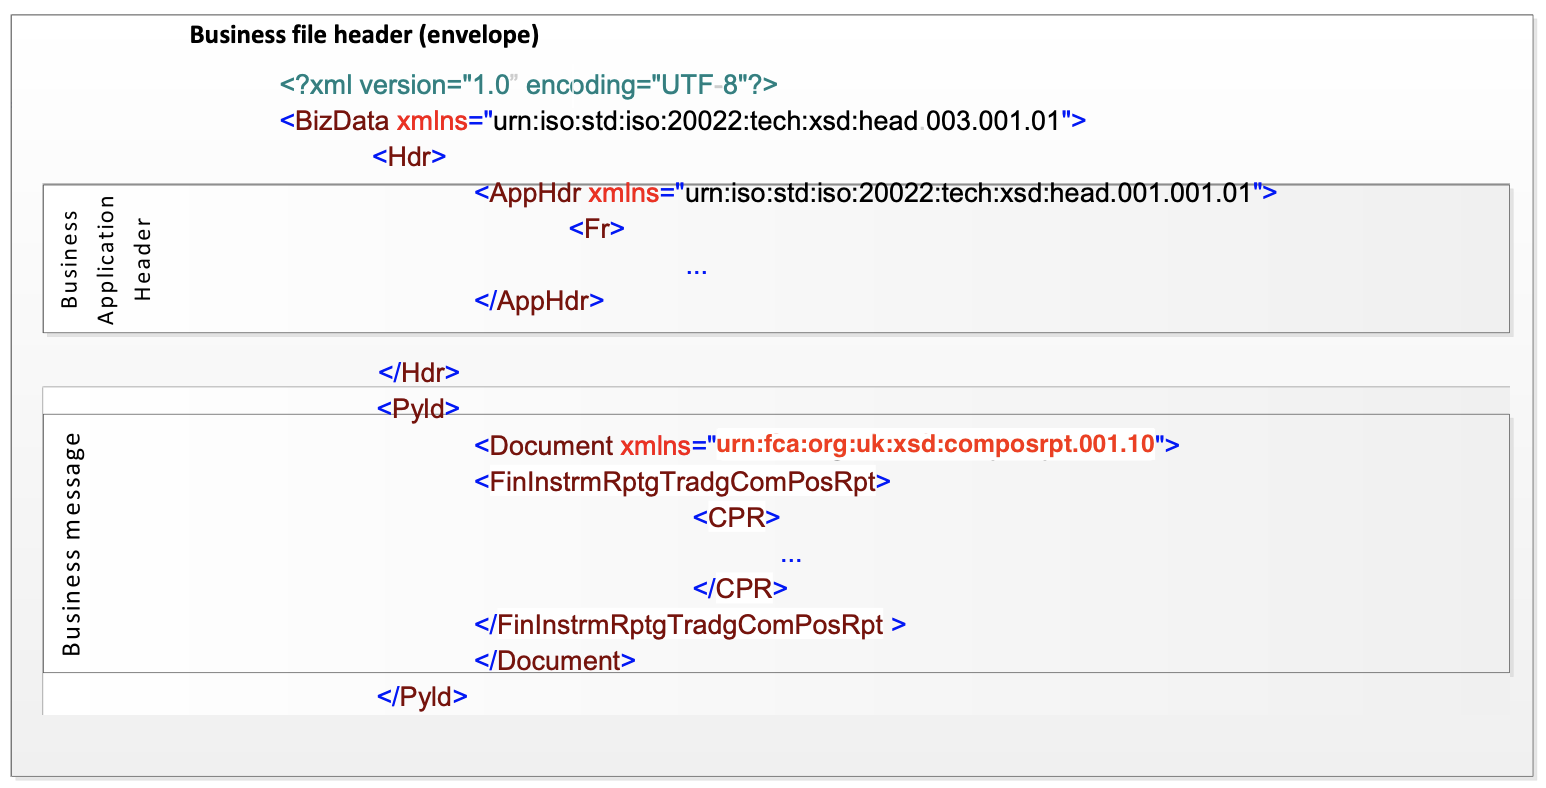 Business file header (envelope)
<?xml version="1.0” encoding="UTF-8"?>
<BizData xmlns="urn:iso:std:iso:20022:tech:xsd:head.003.001.01">
<Hdr>
Business
Application
Header
<AppHdr xmlns="urn:iso:std:iso:20022:tech:xsd:head.001.001.01">
<Fr>
...
</AppHdr>
</Hdr>
<Pyld>
Business message
<Document xmlns="urn:fca:org:uk:xsd:composrpt.001.10">
<FinInstrmRptgTradgComPosRpt>
<CPR>
...
</CPR>
</FinInstrmRptgTradgComPosRpt >
</Document>
</Pyld>